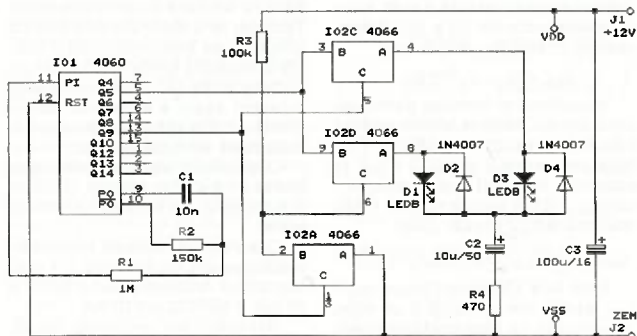 J1
+12V
VDD
R3
100k
IO2C 4066
3 B A 4
C
5
IO1 4060
11 PI Q4 7
12 RST Q5 5
Q6 4
Q7 6
Q8 14
Q9 13
Q10 15
Q12 1
Q13 2
Q14 3
PO 9
PO 10
C1
10n
R2
150k
R1
1M
IO2D 4066
9 B A 8
C
6
1N4007
D2
D1
LEDB
1N4007
D4
D3
LEDB
IO2A 4066
2 B A 1
C
13
C2
10u/50
C3
100u/16
R4
470
VSS
ZEM
J2